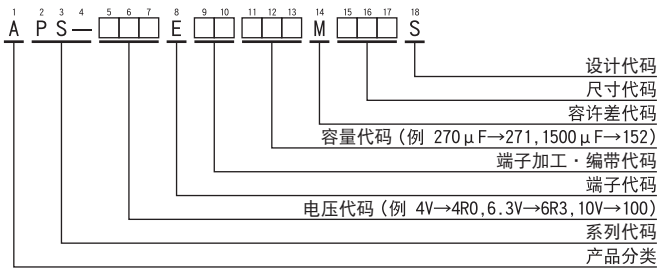 1 2 3 4 5 6 7 8 9 10 11 12 13 14 15 16 17 18
A P S — □□□ E □□ □□□ M □□□ S
设计代码
尺寸代码
容许差代码
容量代码(例 270μF→271,1500μF→152)
端子加工·编带代码
端子代码
电压代码(例 4V→4R0,6.3V→6R3,10V→100)
系列代码
产品分类